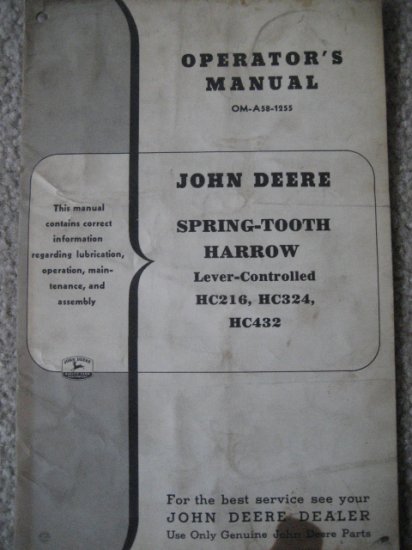 OPERATOR'S
MANUAL
OM-A58-1255
This manual
contains correct
information
regarding lubrication,
operation, main-
tenance, and
assembly
JOHN DEERE
SPRING-TOOTH
HARROW
Lever-Controlled
HC216, HC324,
HC432
JOHN DEERE
For the best service see your
JOHN DEERE DEALER
Use Only Genuine John Deere Parts